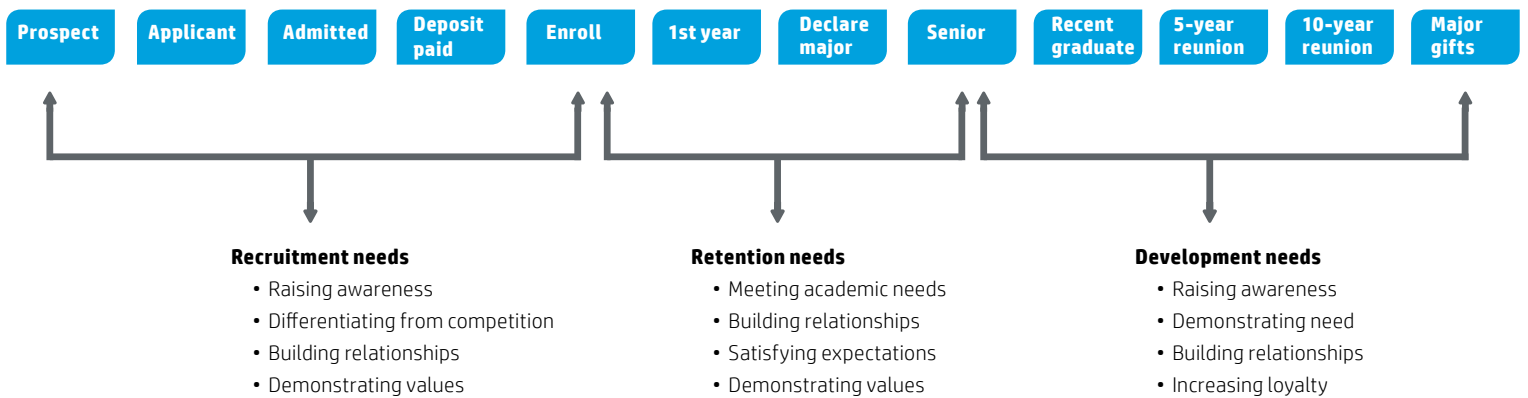 Prospect
Applicant
Admitted
Deposit
paid
Enroll
1st year
Declare
major
Senior
Recent
graduate
5-year
reunion
10-year
reunion
Major
gifts
Recruitment needs
• Raising awareness
• Differentiating from competition
• Building relationships
• Demonstrating values
Retention needs
• Meeting academic needs
• Building relationships
• Satisfying expectations
• Demonstrating values
Development needs
• Raising awareness
• Demonstrating need
• Building relationships
• Increasing loyalty